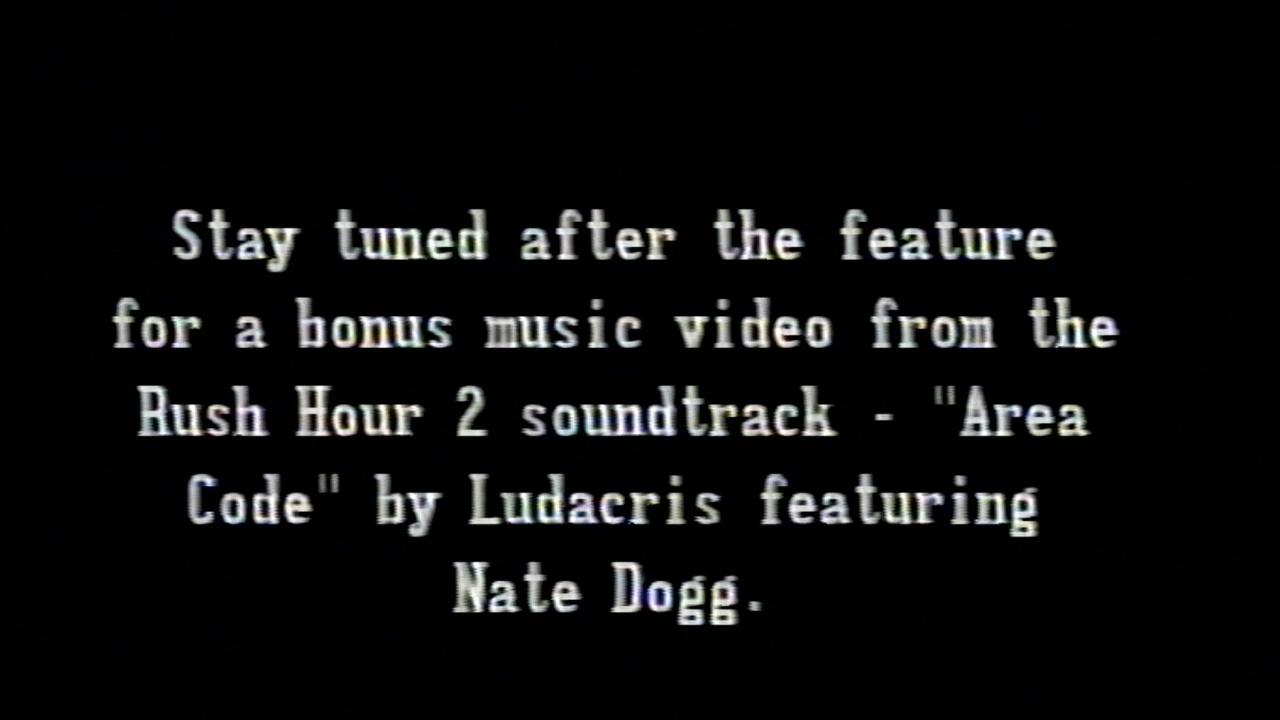 Stay tuned after the feature
for a bonus music video from the
Rush Hour 2 soundtrack - "Area
Code" by Ludacris featuring
Nate Dogg.